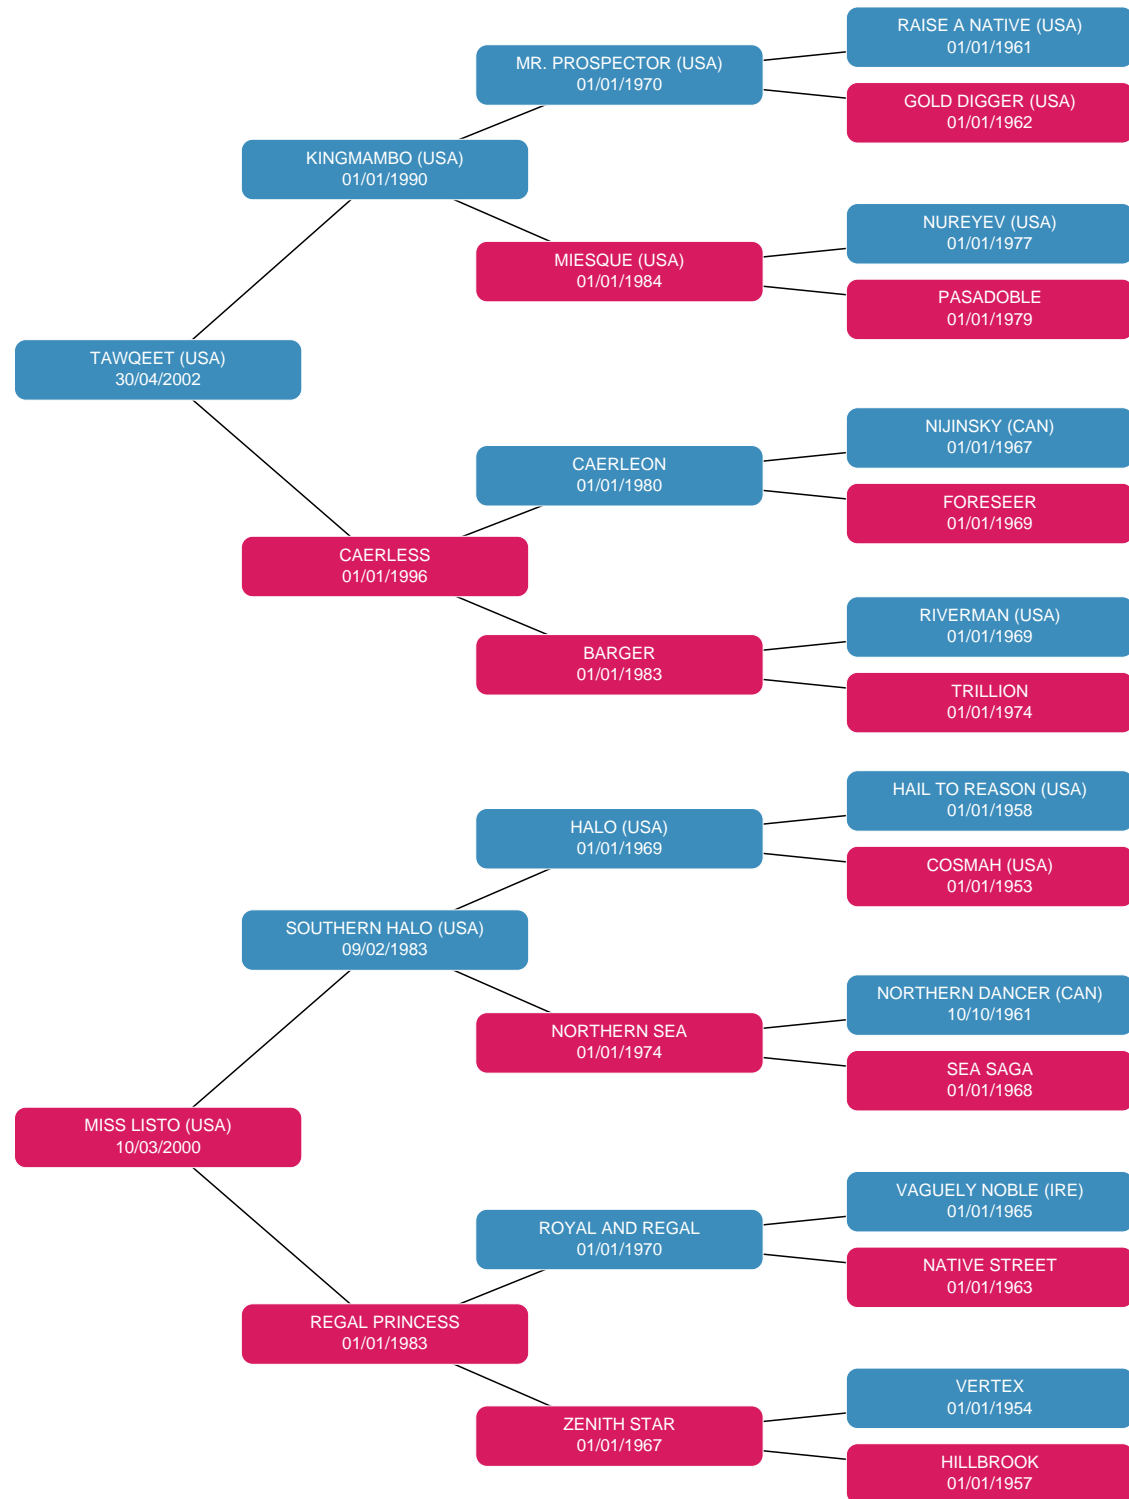 RAISE A NATIVE (USA)
01/01/1961
MR. PROSPECTOR (USA)
01/01/1970
GOLD DIGGER (USA)
01/01/1962
KINGMAMBO (USA)
01/01/1990
NUREYEV (USA)
01/01/1977
MIESQUE (USA)
01/01/1984
PASADOBLE
01/01/1979
TAWQEET (USA)
30/04/2002
NIJINSKY (CAN)
01/01/1967
CAERLEON
01/01/1980
FORESEER
01/01/1969
CAERLESS
01/01/1996
RIVERMAN (USA)
01/01/1969
BARGER
01/01/1983
TRILLION
01/01/1974
HAIL TO REASON (USA)
01/01/1958
HALO (USA)
01/01/1969
COSMAH (USA)
01/01/1953
SOUTHERN HALO (USA)
09/02/1983
NORTHERN DANCER (CAN)
10/10/1961
NORTHERN SEA
01/01/1974
SEA SAGA
01/01/1968
MISS LISTO (USA)
10/03/2000
VAGUELY NOBLE (IRE)
01/01/1965
ROYAL AND REGAL
01/01/1970
NATIVE STREET
01/01/1963
REGAL PRINCESS
01/01/1983
VERTEX
01/01/1954
ZENITH STAR
01/01/1967
HILLBROOK
01/01/1957